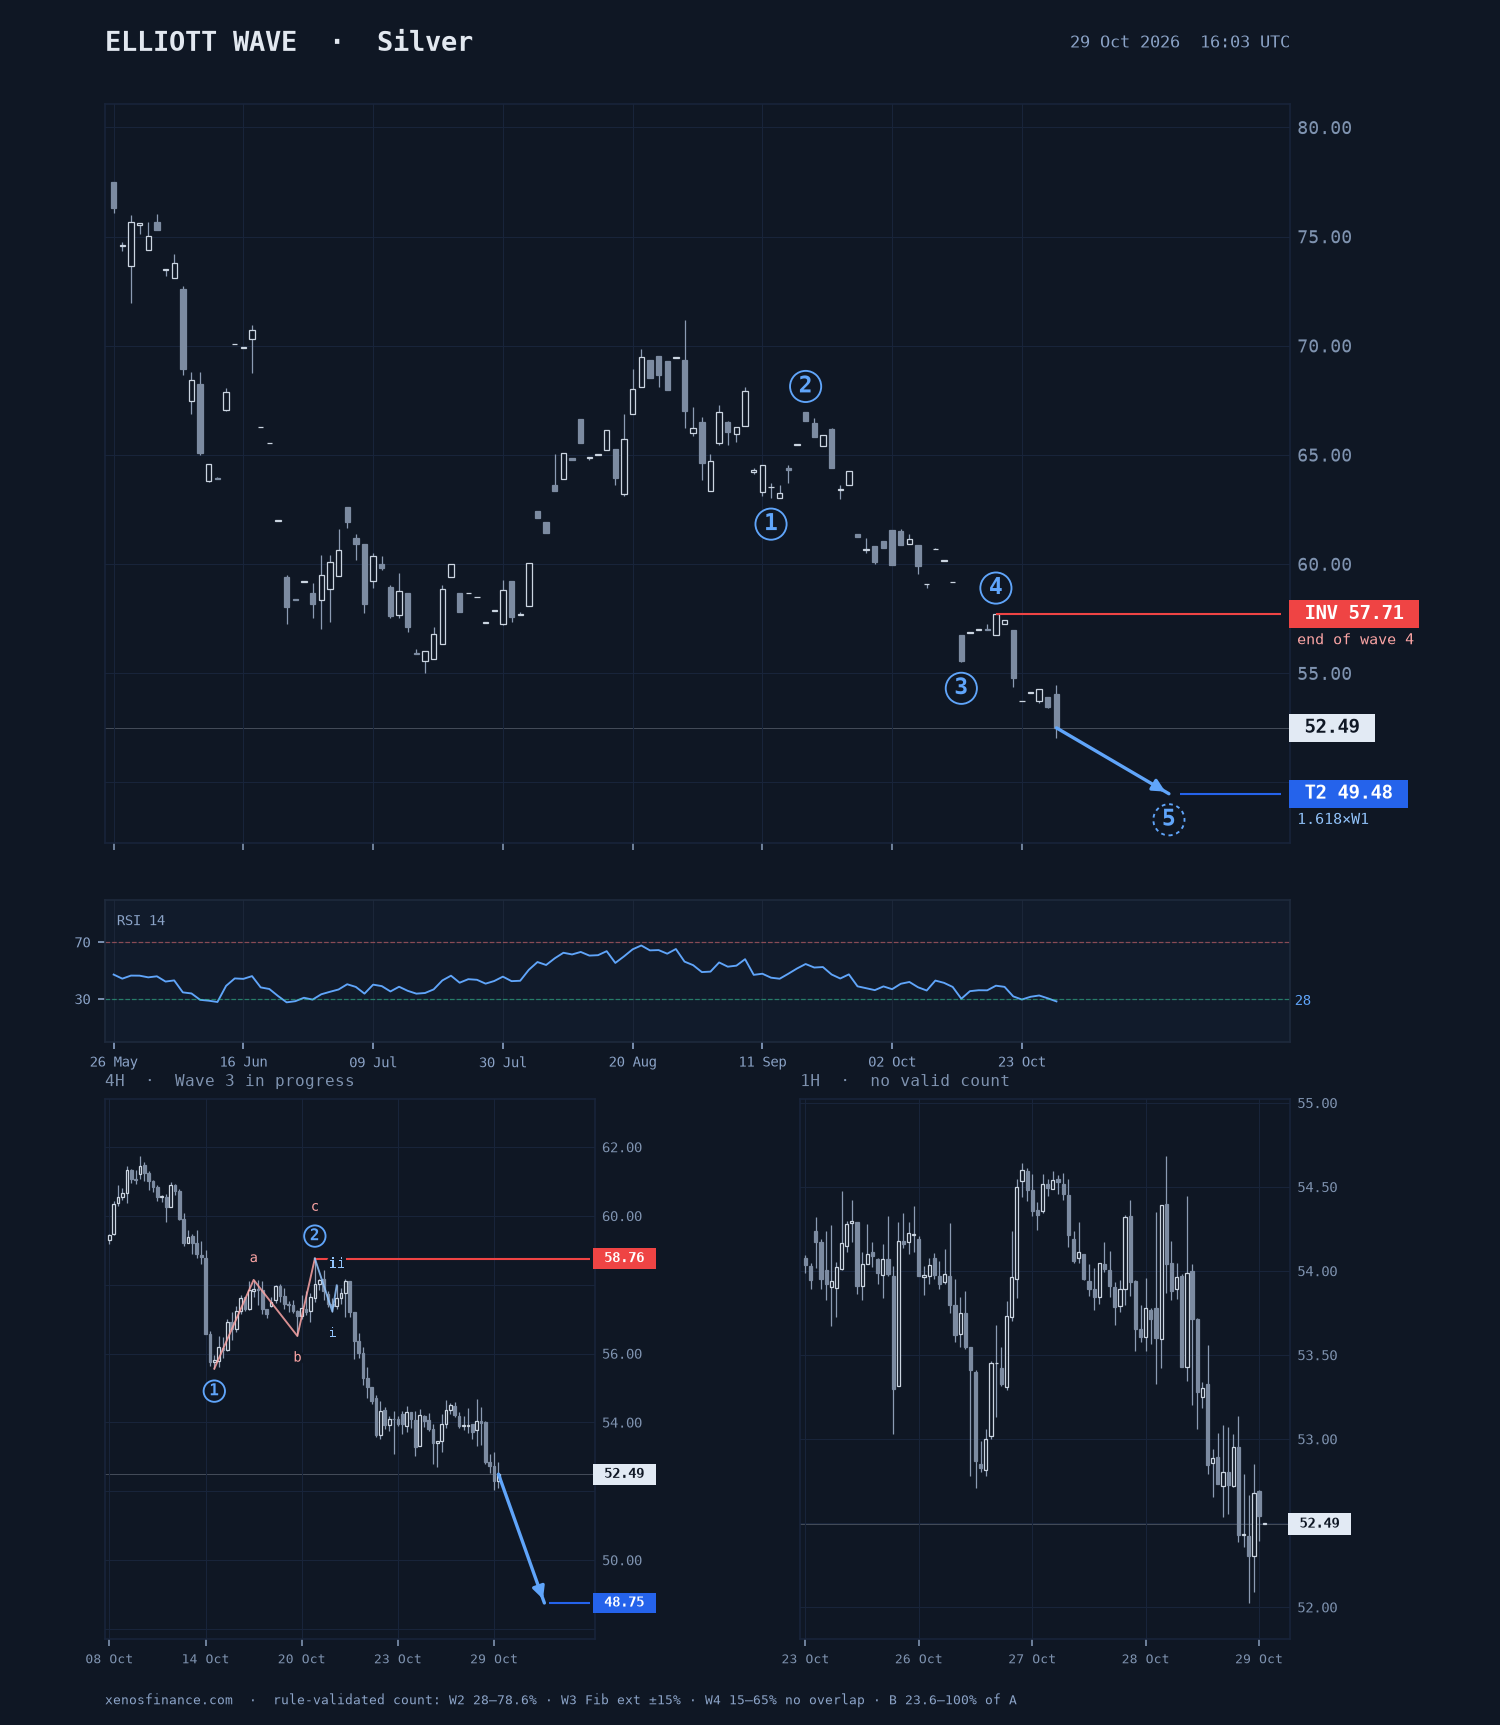 ELLIOTT WAVE · Silver
29 Oct 2026 16:03 UTC
80.00
75.00
70.00
65.00
60.00
55.00
2
1
4
3
5
INV 57.71
end of wave 4
52.49
T2 49.48
1.618×W1
RSI 14
70
30
28
26 May
16 Jun
09 Jul
30 Jul
20 Aug
11 Sep
02 Oct
23 Oct
4H · Wave 3 in progress
62.00
60.00
58.76
56.00
54.00
52.49
50.00
48.75
c
2
a
ii
i
b
1
08 Oct
14 Oct
20 Oct
23 Oct
29 Oct
1H · no valid count
55.00
54.50
54.00
53.50
53.00
52.49
52.00
23 Oct
26 Oct
27 Oct
28 Oct
29 Oct
xenosfinance.com · rule-validated count: W2 28–78.6% · W3 Fib ext ±15% · W4 15–65% no overlap · B 23.6–100% of A